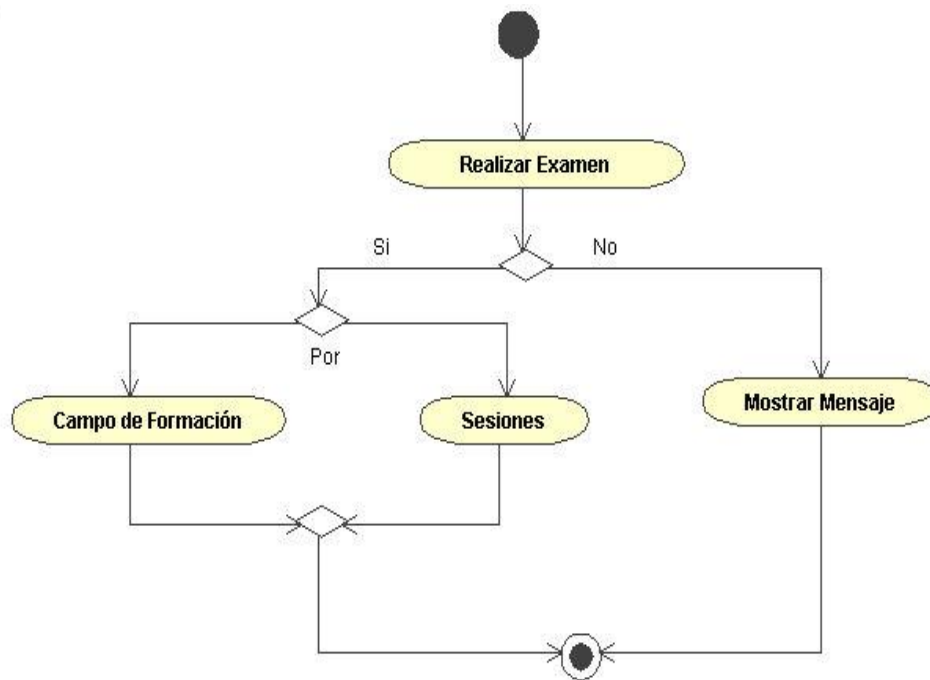 Realizar Examen
Si
No
Por
Campo de Formación
Sesiones
Mostrar Mensaje